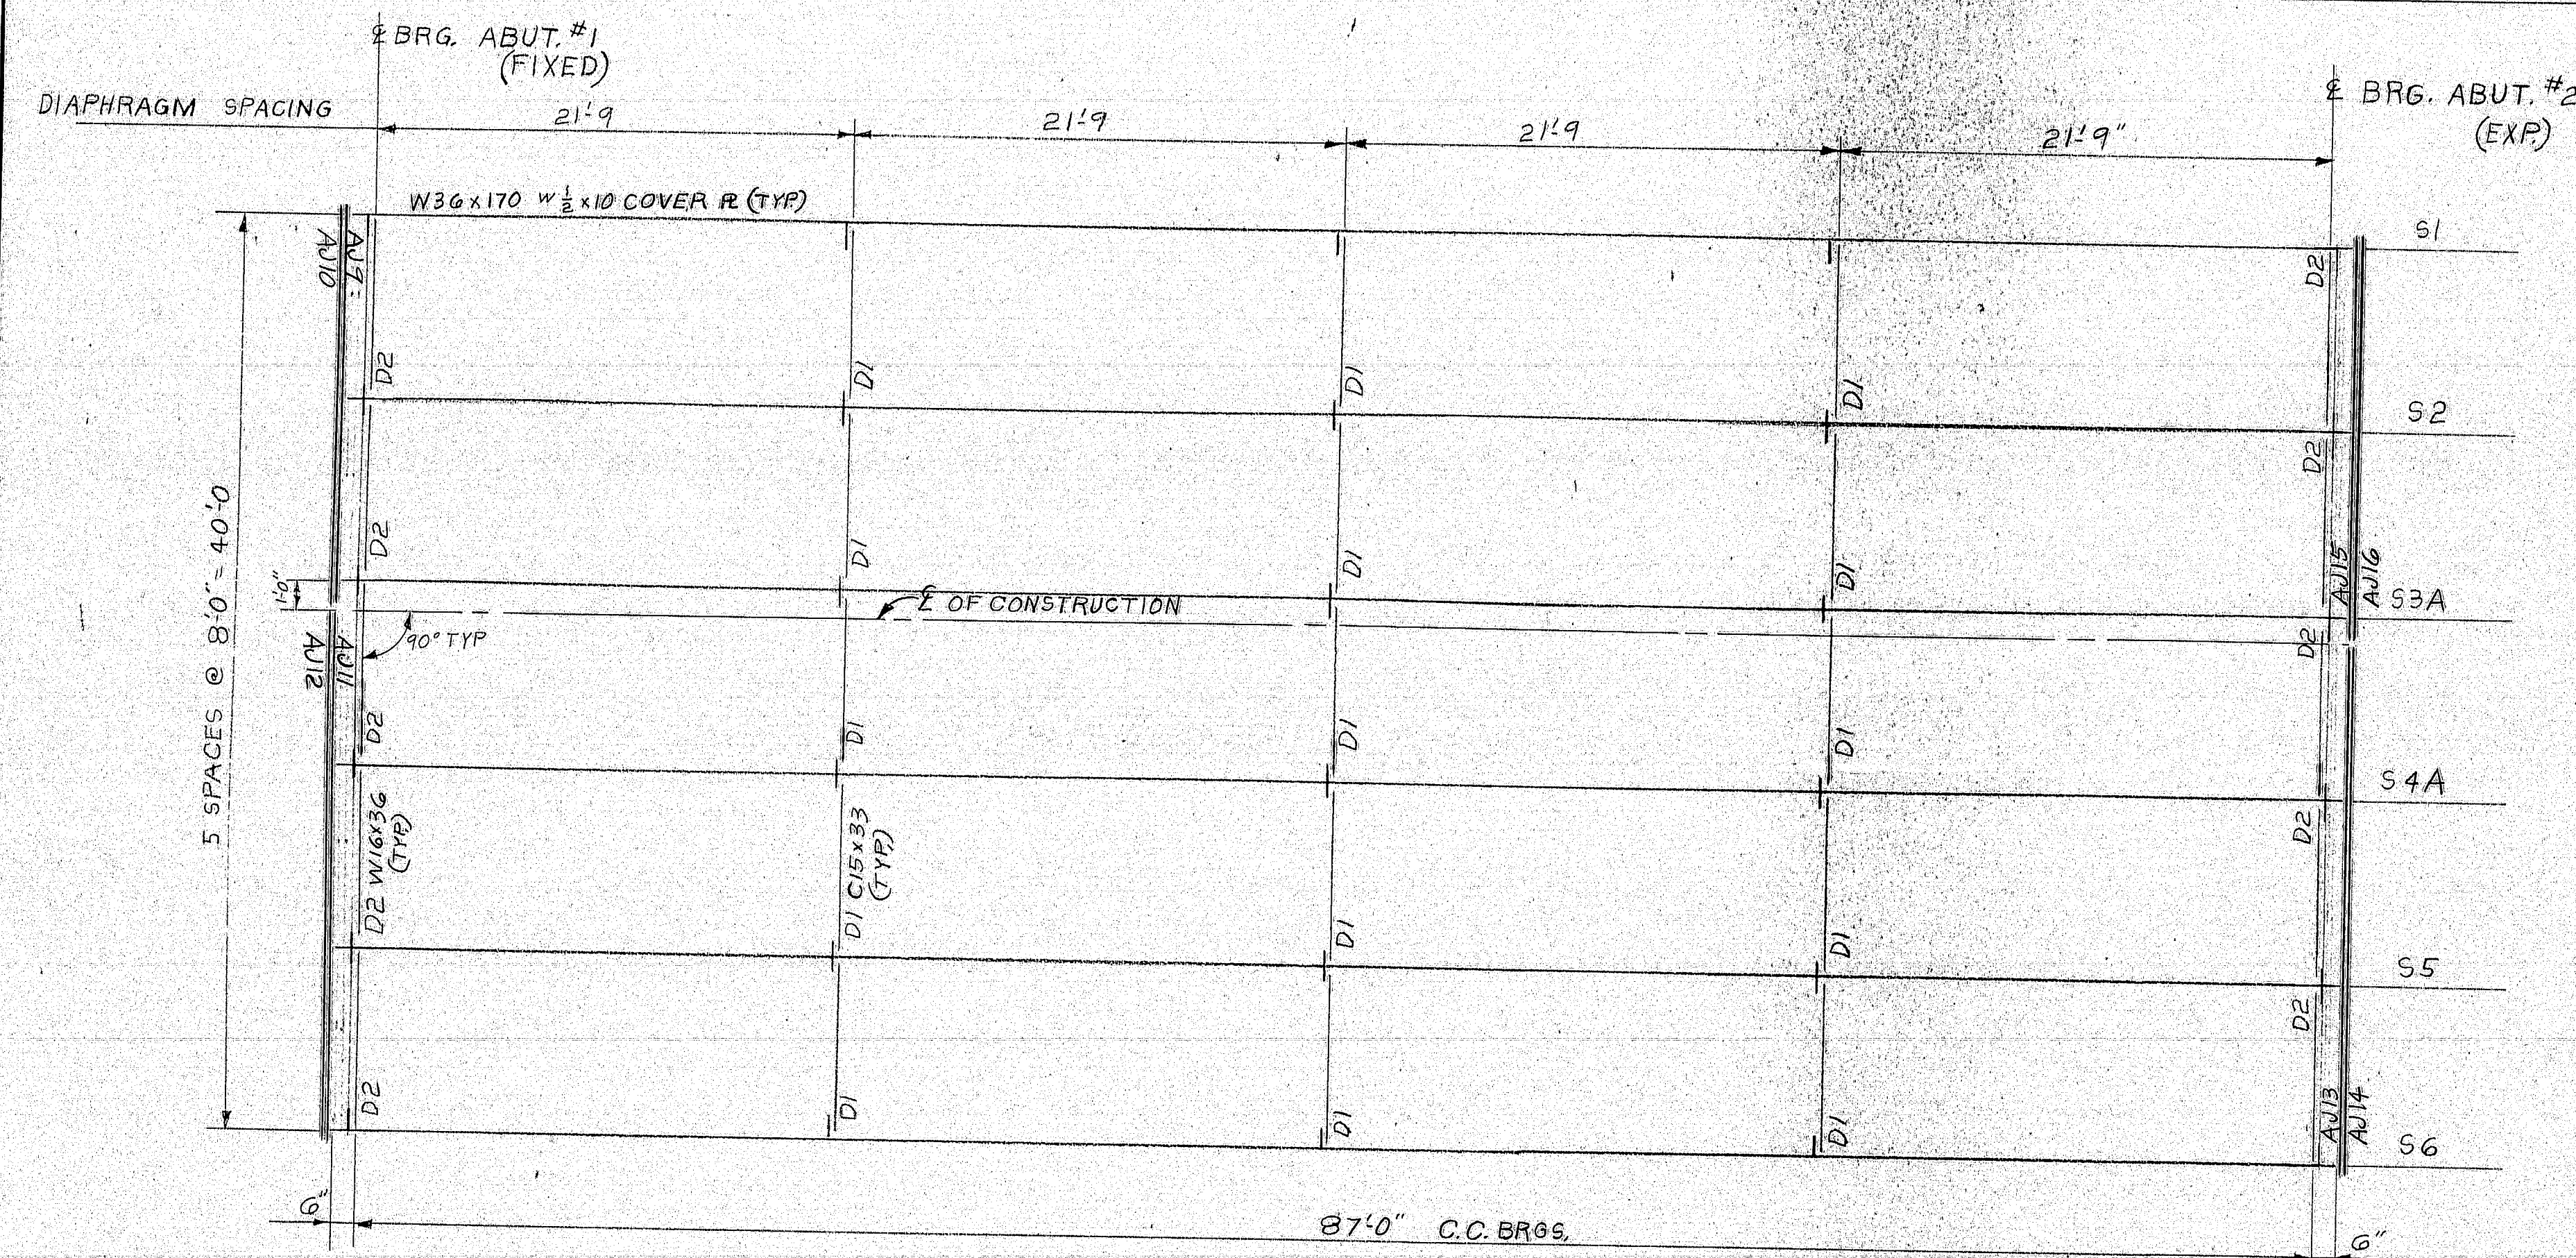 ℄ BRG. ABUT. #1
(FIXED)
℄ BRG. ABUT. #2
(EXP.)
DIAPHRAGM SPACING
21'-9
21'-9
21'-9
21'-9"
W36x170 W ½ x10 COVER ℙL (TYP)
S1
AJ10
AJ9
D2
D2
D1
D1
D1
S2
D2
D2
D1
D1
D1
AJ15
AJ16
S3A
1'-0"
℄ OF CONSTRUCTION
90° TYP
5 SPACES @ 8'-0" = 40'-0
AJ12
AJ11
D2
D2
D1
D1
D1
S4A
D2 W16x36
(TYP)
D1 C15x33
(TYP.)
D2
D1
D1
S5
D2
D2
D1
D1
D1
AJ13
AJ14
S6
6"
87'-0" C.C. BRGS.
6"